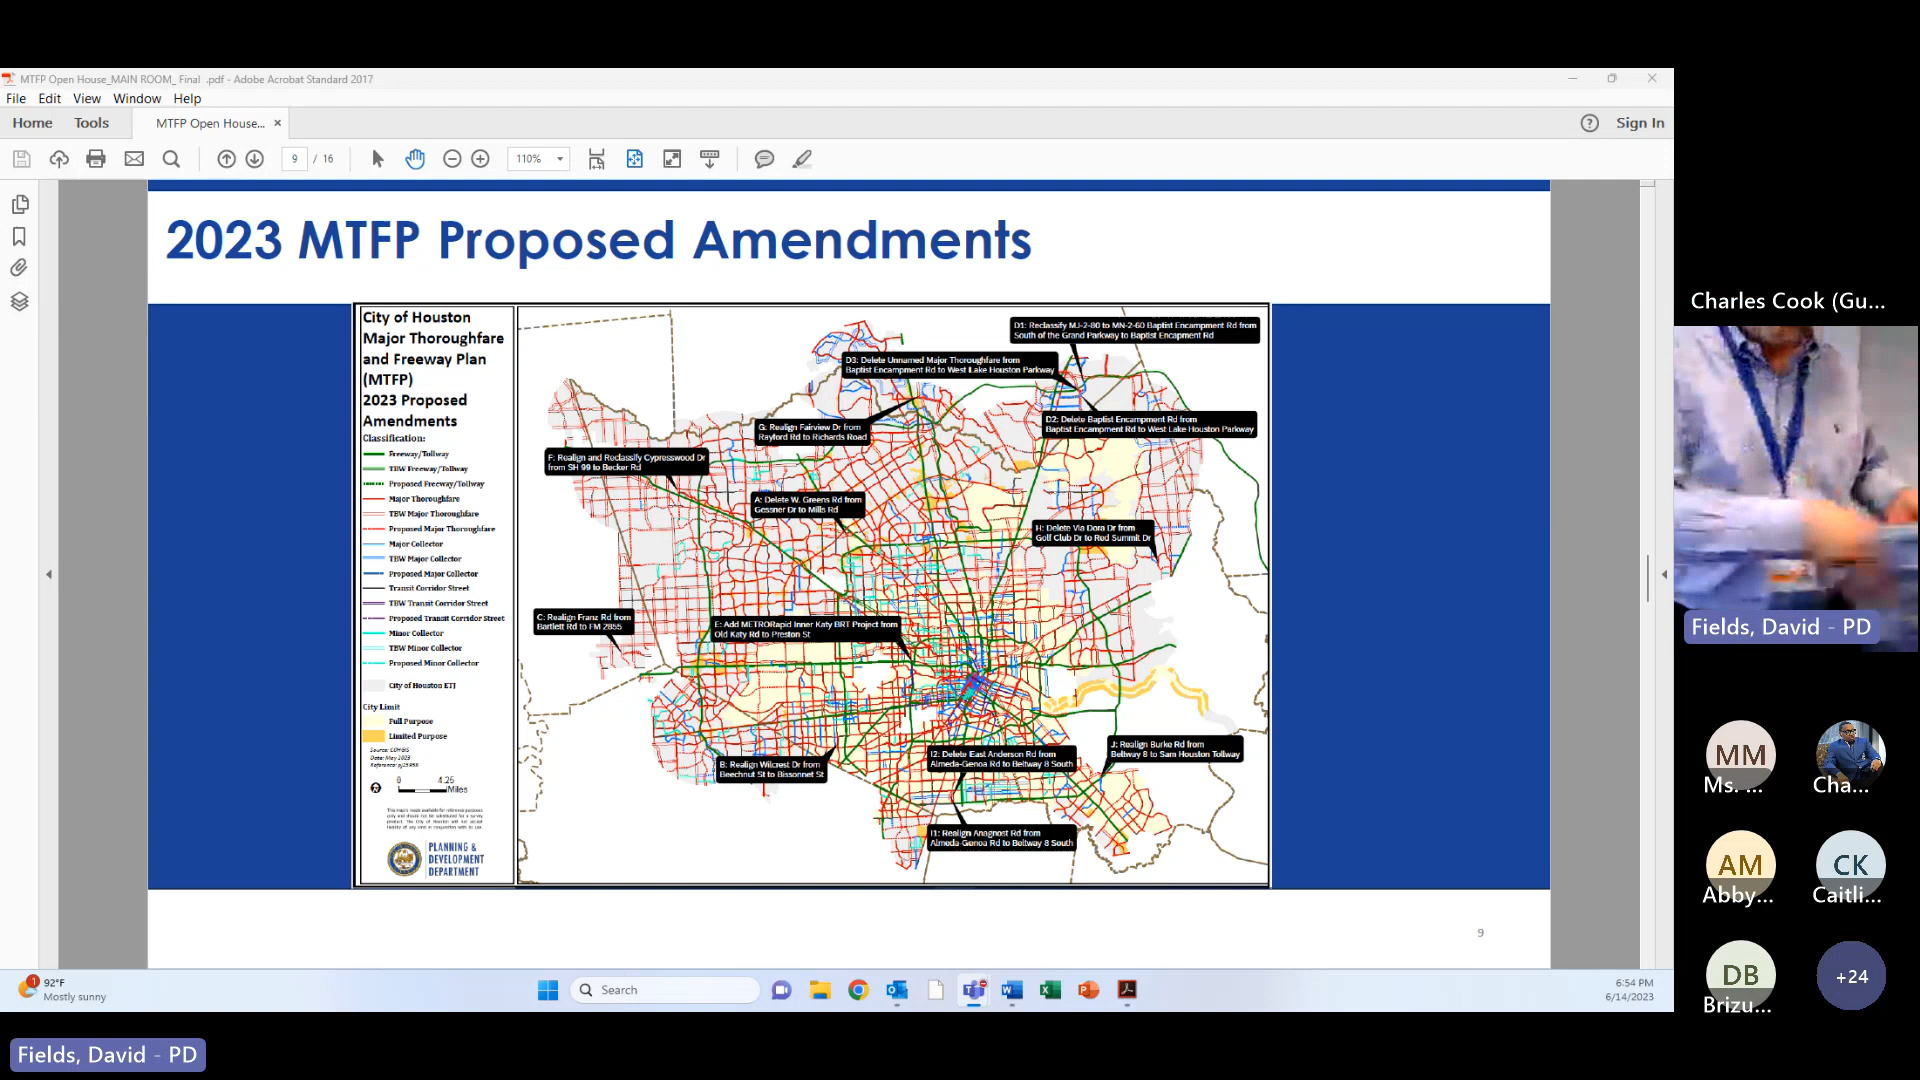 MTFP Open House_MAIN ROOM_ Final .pdf - Adobe Acrobat Standard 2017
File Edit View Window Help
Home Tools MTFP Open House... × Sign In
9 / 16 110%
2023 MTFP Proposed Amendments
City of Houston
Major Thoroughfare
and Freeway Plan
(MTFP)
2023 Proposed
Amendments
Classification:
Freeway/Tollway
TBW Freeway/Tollway
Proposed Freeway/Tollway
Major Thoroughfare
TBW Major Thoroughfare
Proposed Major Thoroughfare
Major Collector
TBW Major Collector
Proposed Major Collector
Transit Corridor Street
TBW Transit Corridor Street
Proposed Transit Corridor Street
Minor Collector
TBW Minor Collector
Proposed Minor Collector
City of Houston ETJ
City Limit
Full Purpose
Limited Purpose
Source: COHGIS
Date: May 2023
0 4.25
Miles
PLANNING &
DEVELOPMENT
DEPARTMENT
D1: Reclassify MJ-2-80 to MN-2-60 Baptist Encampment Rd from
South of the Grand Parkway to Baptist Encapment Rd
D3: Delete Unnamed Major Thoroughfare from
Baptist Encampment Rd to West Lake Houston Parkway
D2: Delete Baptist Encampment Rd from
Baptist Encampment Rd to West Lake Houston Parkway
G: Realign Fairview Dr from
Rayford Rd to Richards Road
F: Realign and Reclassify Cypresswood Dr
from SH 99 to Becker Rd
A: Delete W. Greens Rd from
Gessner Dr to Mills Rd
H: Delete Via Dora Dr from
Golf Club Dr to Red Summit Dr
C: Realign Franz Rd from
Bartlett Rd to FM 2855
E: Add METRORapid Inner Katy BRT Project from
Old Katy Rd to Preston St
B: Realign Wilcrest Dr from
Beechnut St to Bissonnet St
I2: Delete East Anderson Rd from
Almeda-Genoa Rd to Beltway 8 South
J: Realign Burke Rd from
Beltway 8 to Sam Houston Tollway
I1: Realign Anagnost Rd from
Almeda-Genoa Rd to Beltway 8 South
9
1
92°F
Mostly sunny
Search
6:54 PM
6/14/2023
Charles Cook (Gu...
Fields, David - PD
MM
Ms. ...
Cha...
AM
Abby...
CK
Caitli...
DB
Brizu...
+24
Fields, David - PD